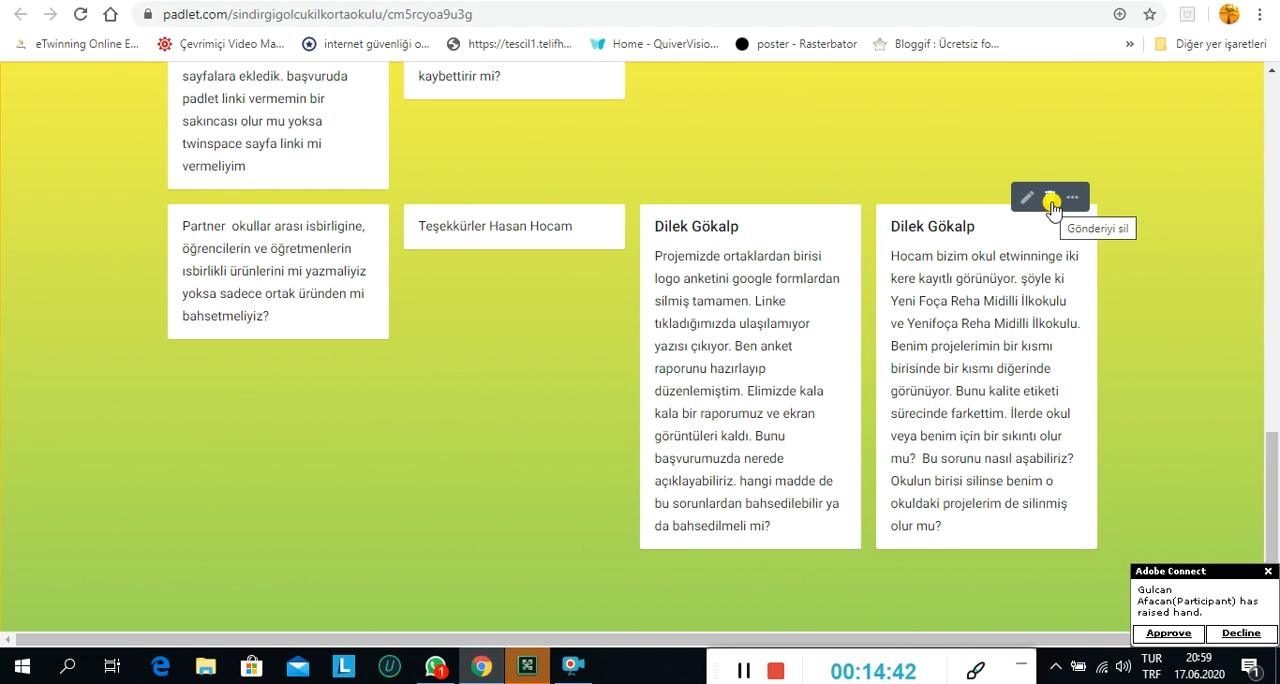 padlet.com/sindirgigolcukilkortaokulu/cm5rcyoa9u3g
eTwinning Online E...
Çevrimiçi Video Ma...
internet güvenliği o...
https://tescil1.telifh...
Home - QuiverVisio...
poster - Rasterbator
Bloggif : Ücretsiz fo...
»
Diğer yer işaretleri
sayfalara ekledik. başvuruda
padlet linki vermemin bir
sakıncası olur mu yoksa
twinspace sayfa linki mi
vermeliyim
kaybettirir mi?
Partner okullar arası isbirligine,
öğrencilerin ve öğretmenlerin
ısbirlikli ürünlerini mi yazmaliyiz
yoksa sadece ortak üründen mi
bahsetmeliyiz?
Teşekkürler Hasan Hocam
Dilek Gökalp
Projemizde ortaklardan birisi
logo anketini google formlardan
silmiş tamamen. Linke
tıkladığımızda ulaşılamıyor
yazısı çıkıyor. Ben anket
raporunu hazırlayıp
düzenlemiştim. Elimizde kala
kala bir raporumuz ve ekran
görüntüleri kaldı. Bunu
başvurumuzda nerede
açıklayabiliriz. hangi madde de
bu sorunlardan bahsedilebilir ya
da bahsedilmeli mi?
Dilek Gökalp
Hocam bizim okul etwinninge iki
kere kayıtlı görünüyor. şöyle ki
Yeni Foça Reha Midilli İlkokulu
ve Yenifoça Reha Midilli İlkokulu.
Benim projelerimin bir kısmı
birisinde bir kısmı diğerinde
görünüyor. Bunu kalite etiketi
sürecinde farkettim. İlerde okul
veya benim için bir sıkıntı olur
mu? Bu sorunu nasıl aşabiliriz?
Okulun birisi silinse benim o
okuldaki projelerim de silinmiş
olur mu?
Gönderiyi sil
Adobe Connect
Gulcan
Afacan(Participant) has
raised hand.
Approve
Decline
00:14:42
TUR
TRF
20:59
17.06.2020
1
1